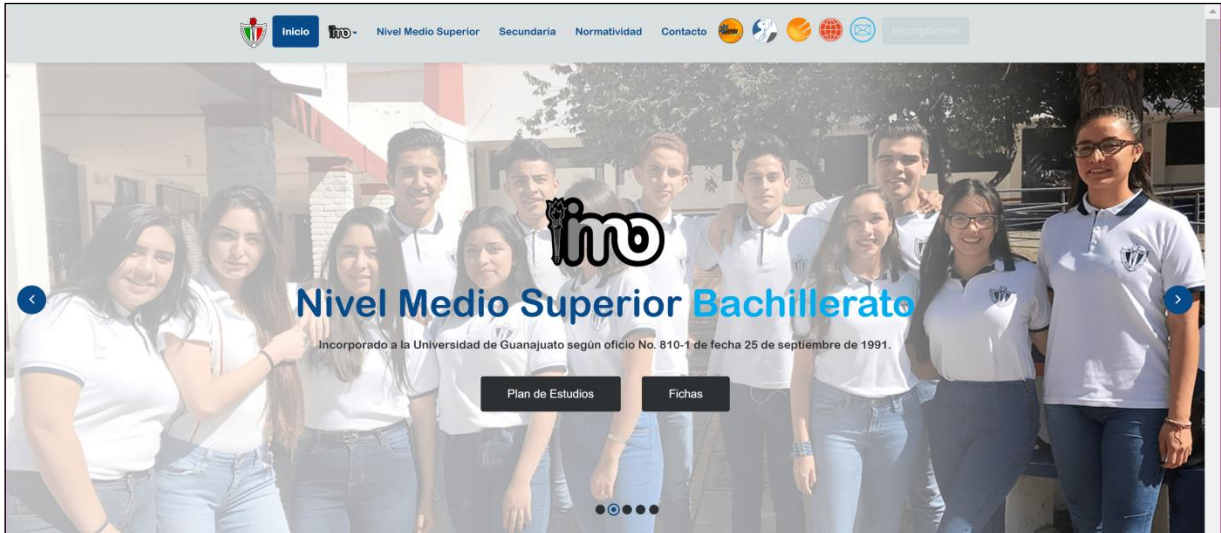 Inicio imo Nivel Medio Superior Secundaria Normatividad Contacto Inscripciones
imo
Nivel Medio Superior Bachillerato
Incorporado a la Universidad de Guanajuato según oficio No. 810-1 de fecha 25 de septiembre de 1991.
Plan de Estudios Fichas